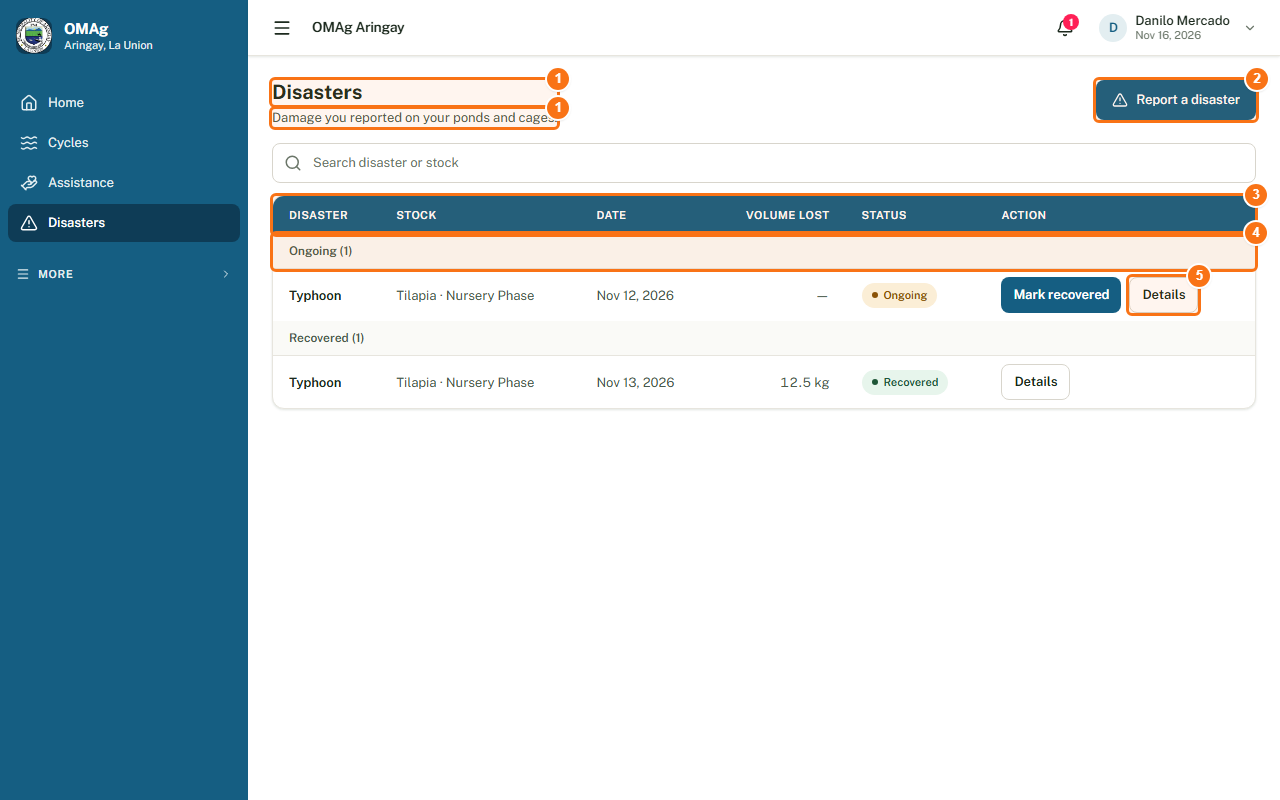 OMAg
Aringay, La Union
Home
Cycles
Assistance
Disasters
MORE
OMAg Aringay
1
D
Danilo Mercado
Nov 16, 2026
Disasters
1
Damage you reported on your ponds and cages.
1
Report a disaster
2
Search disaster or stock
DISASTER STOCK DATE VOLUME LOST STATUS ACTION
3
Ongoing (1)
4
Typhoon Tilapia · Nursery Phase Nov 12, 2026 — Ongoing Mark recovered Details
5
Recovered (1)
Typhoon Tilapia · Nursery Phase Nov 13, 2026 12.5 kg Recovered Details